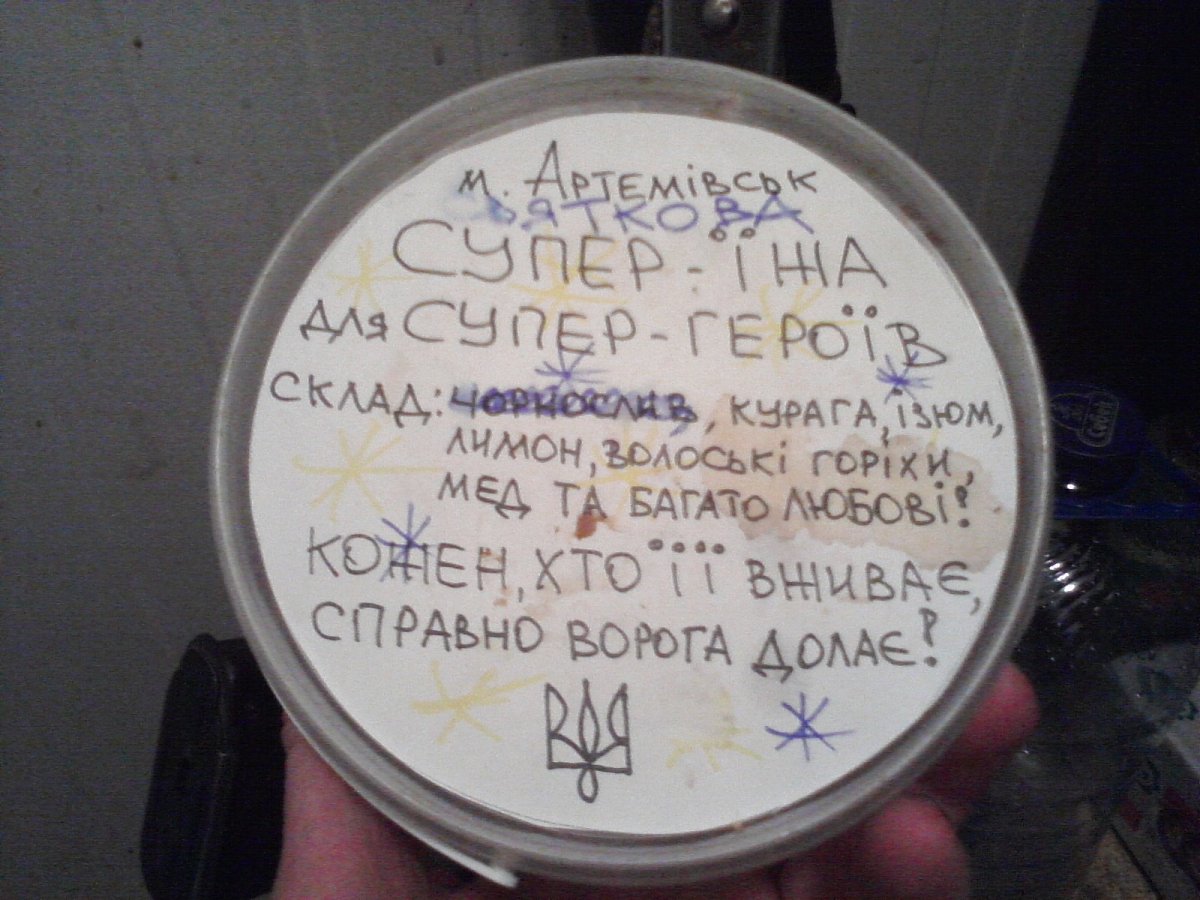 м. Артемівськ
СУПЕР-ЇЖА
для СУПЕР-ГЕРОЇВ
СКЛАД: ЧОРНОСЛИВ, КУРАГА, ІЗЮМ,
ЛИМОН, ВОЛОСЬКІ ГОРІХИ,
МЕД ТА БАГАТО ЛЮБОВІ!
КОЖЕН, ХТО ЇЇ ВЖИВАЄ,
СПРАВНО ВОРОГА ДОЛАЄ!